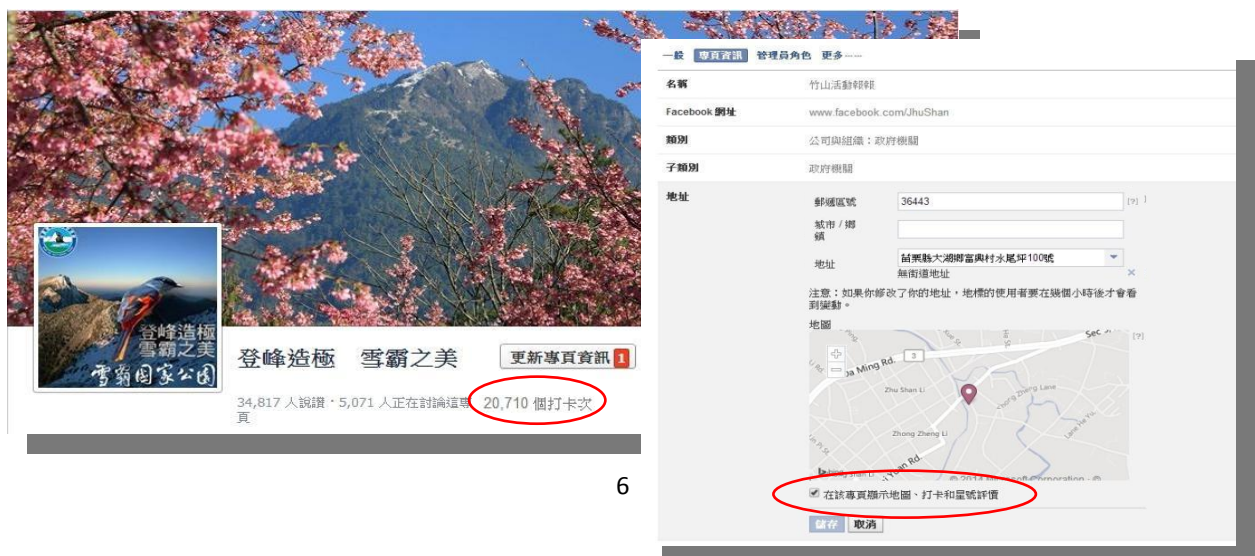 登峰造極
雪霸之美
雪霸國家公園
登峰造極 雪霸之美
更新專頁資訊 1
34,817 人說讚・5,071 人正在討論這專頁
20,710 個打卡次
6
一般 專頁資訊 管理員角色 更多
名稱 竹山活動報報
Facebook 網址 www.facebook.com/JhuShan
類別 公司與組織：政府機關
子類別 政府機關
地址
郵遞區號 36443 [?]
城市 / 鄉
鎮
地址 苗栗縣大湖鄉富興村水尾坪100號
無街道地址
注意：如果你修改了你的地址，地標的使用者要在幾個小時後才會看
到變動。
地圖 [?]
Ming Rd.
3
Zhu Shan Li
Zhong Zheng Li
Yuan Rd.
在該專頁顯示地圖、打卡和星號評價
儲存 取消